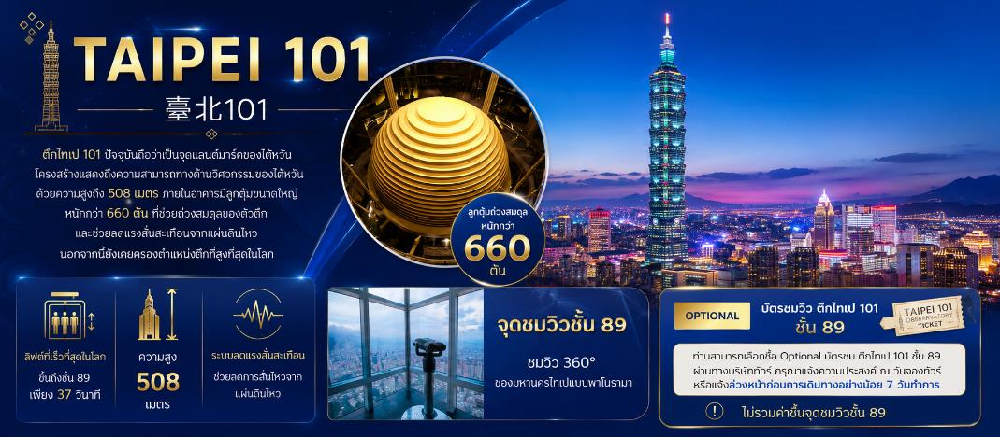 TAIPEI 101
臺北101
ตึกไทเป 101 ปัจจุบันถือว่าเป็นจุดแลนด์มาร์คของไต้หวัน
โครงสร้างแสดงถึงความสามารถทางด้านวิศวกรรมของไต้หวัน
ด้วยความสูงถึง 508 เมตร ภายในอาคารมีลูกตุ้มขนาดใหญ่
หนักกว่า 660 ตัน ที่ช่วยถ่วงสมดุลของตัวตึก
และช่วยลดแรงสั่นสะเทือนจากแผ่นดินไหว
นอกจากนี้ยังเคยครองตำแหน่งตึกที่สูงที่สุดในโลก
ลูกตุ้มถ่วงสมดุล
หนักกว่า
660
ตัน
ลิฟต์ที่เร็วที่สุดในโลก
ขึ้นถึงชั้น 89
เพียง 37 วินาที
ความสูง
508
เมตร
ระบบลดแรงสั่นสะเทือน
ช่วยลดการสั่นไหวจาก
แผ่นดินไหว
จุดชมวิวชั้น 89
ชมวิว 360°
ของมหานครไทเปแบบพาโนรามา
OPTIONAL
บัตรชมวิว ตึกไทเป 101
ชั้น 89
TAIPEI 101
OBSERVATORY
TICKET
ท่านสามารถเลือกซื้อ Optional บัตรชม ตึกไทเป 101 ชั้น 89
ผ่านทางบริษัททัวร์ กรุณาแจ้งความประสงค์ ณ วันจองทัวร์
หรือแจ้งล่วงหน้าก่อนการเดินทางอย่างน้อย 7 วันทำการ
! ไม่รวมค่าขึ้นจุดชมวิวชั้น 89